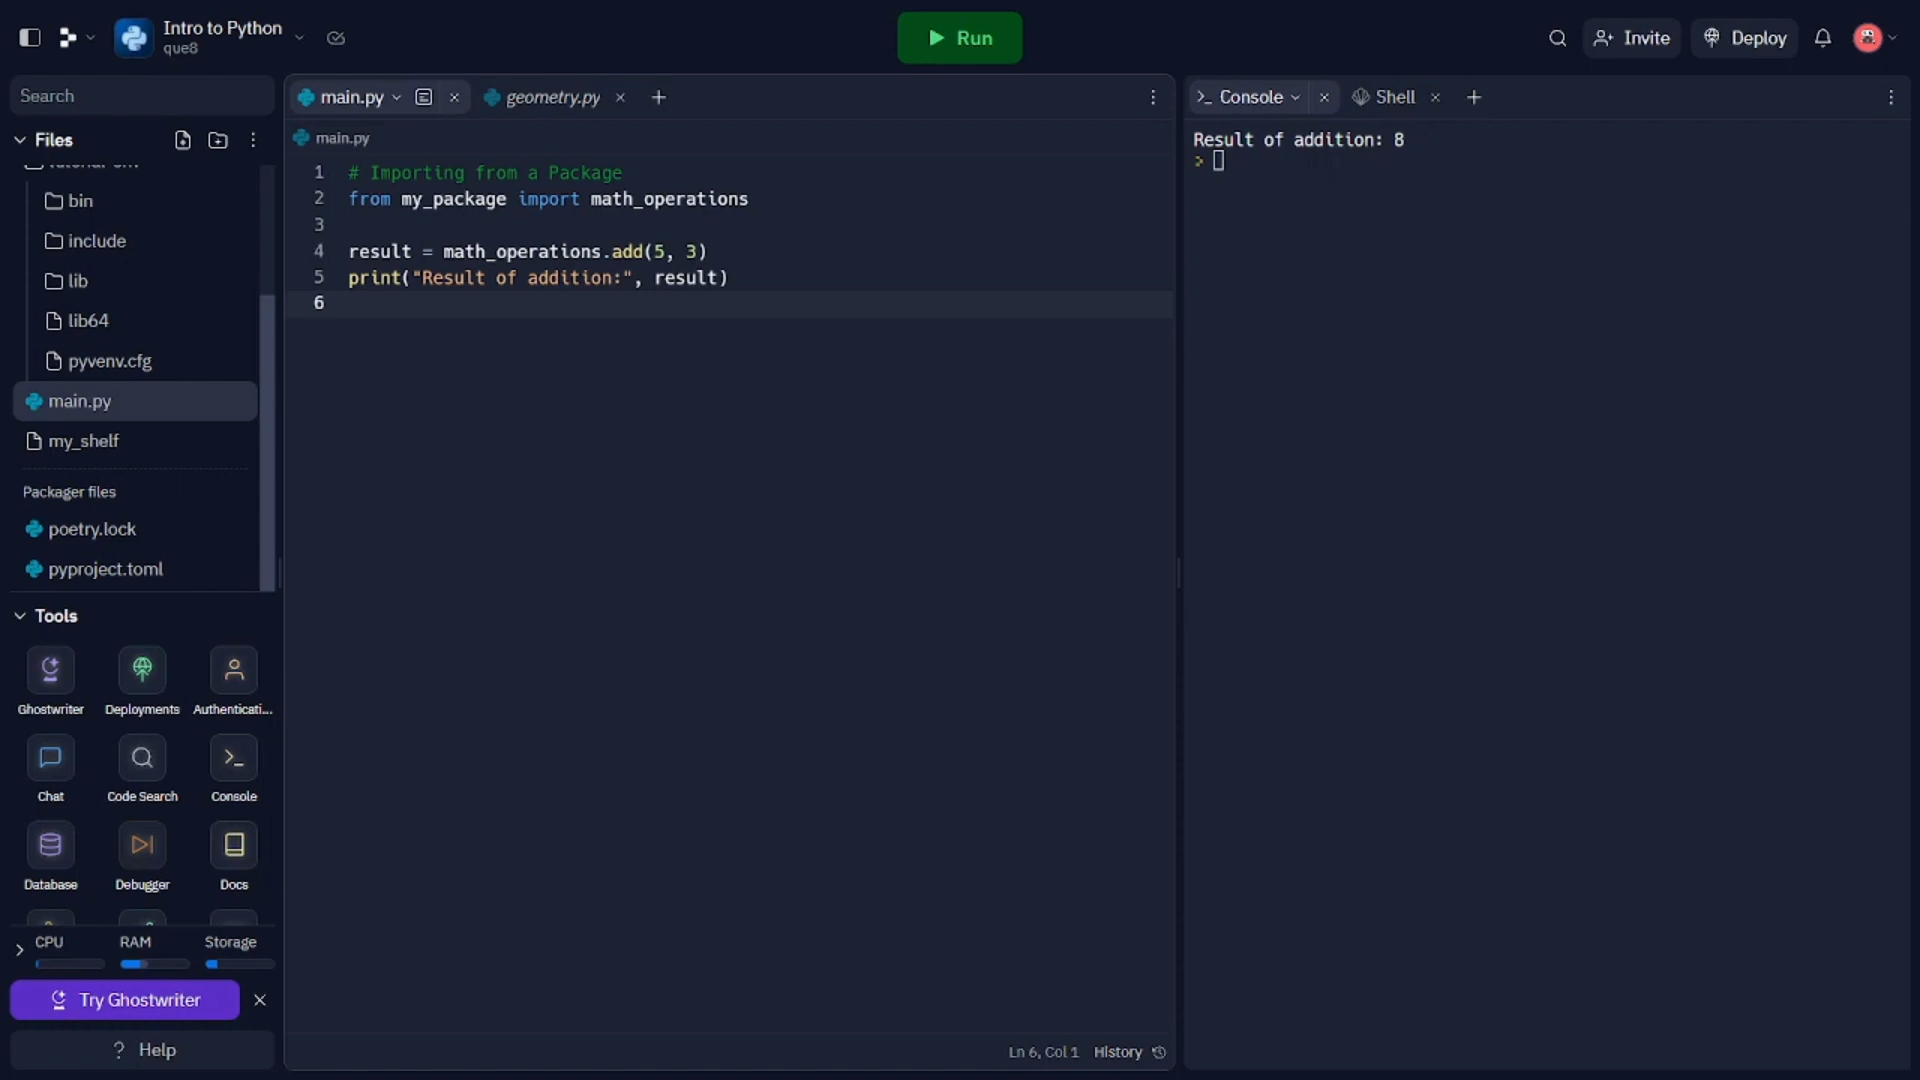 Intro to Python
que8
Run
Invite
Deploy
Search
Files
bin
include
lib
lib64
pyvenv.cfg
main.py
my_shelf
Packager files
poetry.lock
pyproject.toml
Tools
Ghostwriter
Deployments
Authenticati...
Chat
Code Search
Console
Database
Debugger
Docs
CPU
RAM
Storage
Try Ghostwriter
? Help
main.py
geometry.py
main.py
1 # Importing from a Package
2 from my_package import math_operations
3
4 result = math_operations.add(5, 3)
5 print("Result of addition:", result)
6
Ln 6, Col 1 History
Console
Shell
Result of addition: 8
>